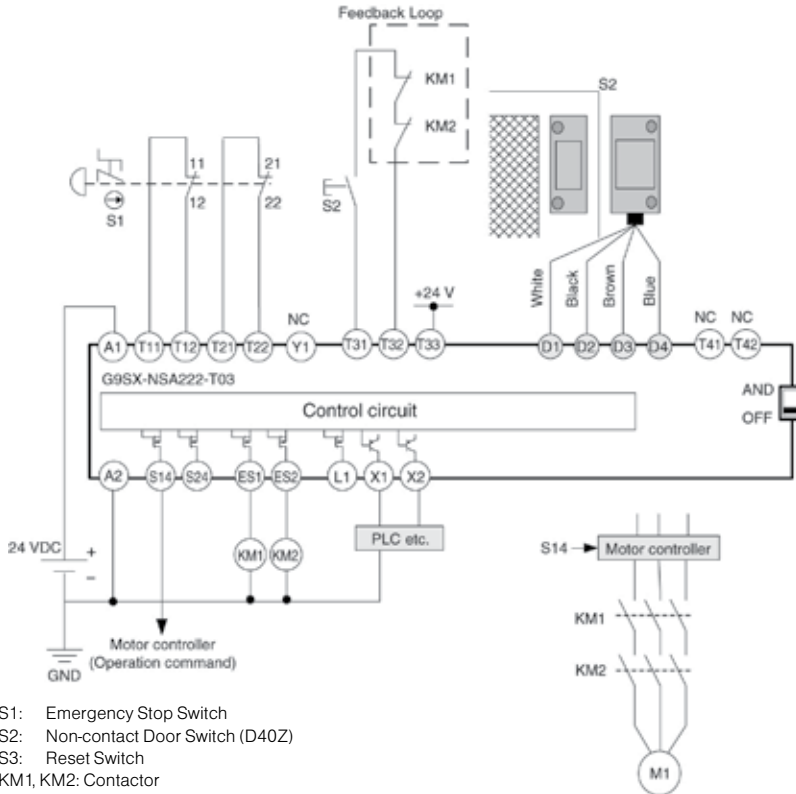 Feedback Loop
KM1
KM2
S2
11
21
12
22
S1
S2
White
Black
Brown
Blue
+24 V
NC
NC NC
A1 T11 T12 T21 T22 Y1 T31 T32 T33 D1 D2 D3 D4 T41 T42
G9SX-NSA222-T03
Control circuit
AND
OFF
A2 S14 S24 ES1 ES2 L1 X1 X2
24 VDC
+
−
KM1 KM2
PLC etc.
S14
Motor controller
Motor controller
(Operation command)
GND
KM1
KM2
M1
S1: Emergency Stop Switch
S2: Non-contact Door Switch (D40Z)
S3: Reset Switch
KM1, KM2: Contactor